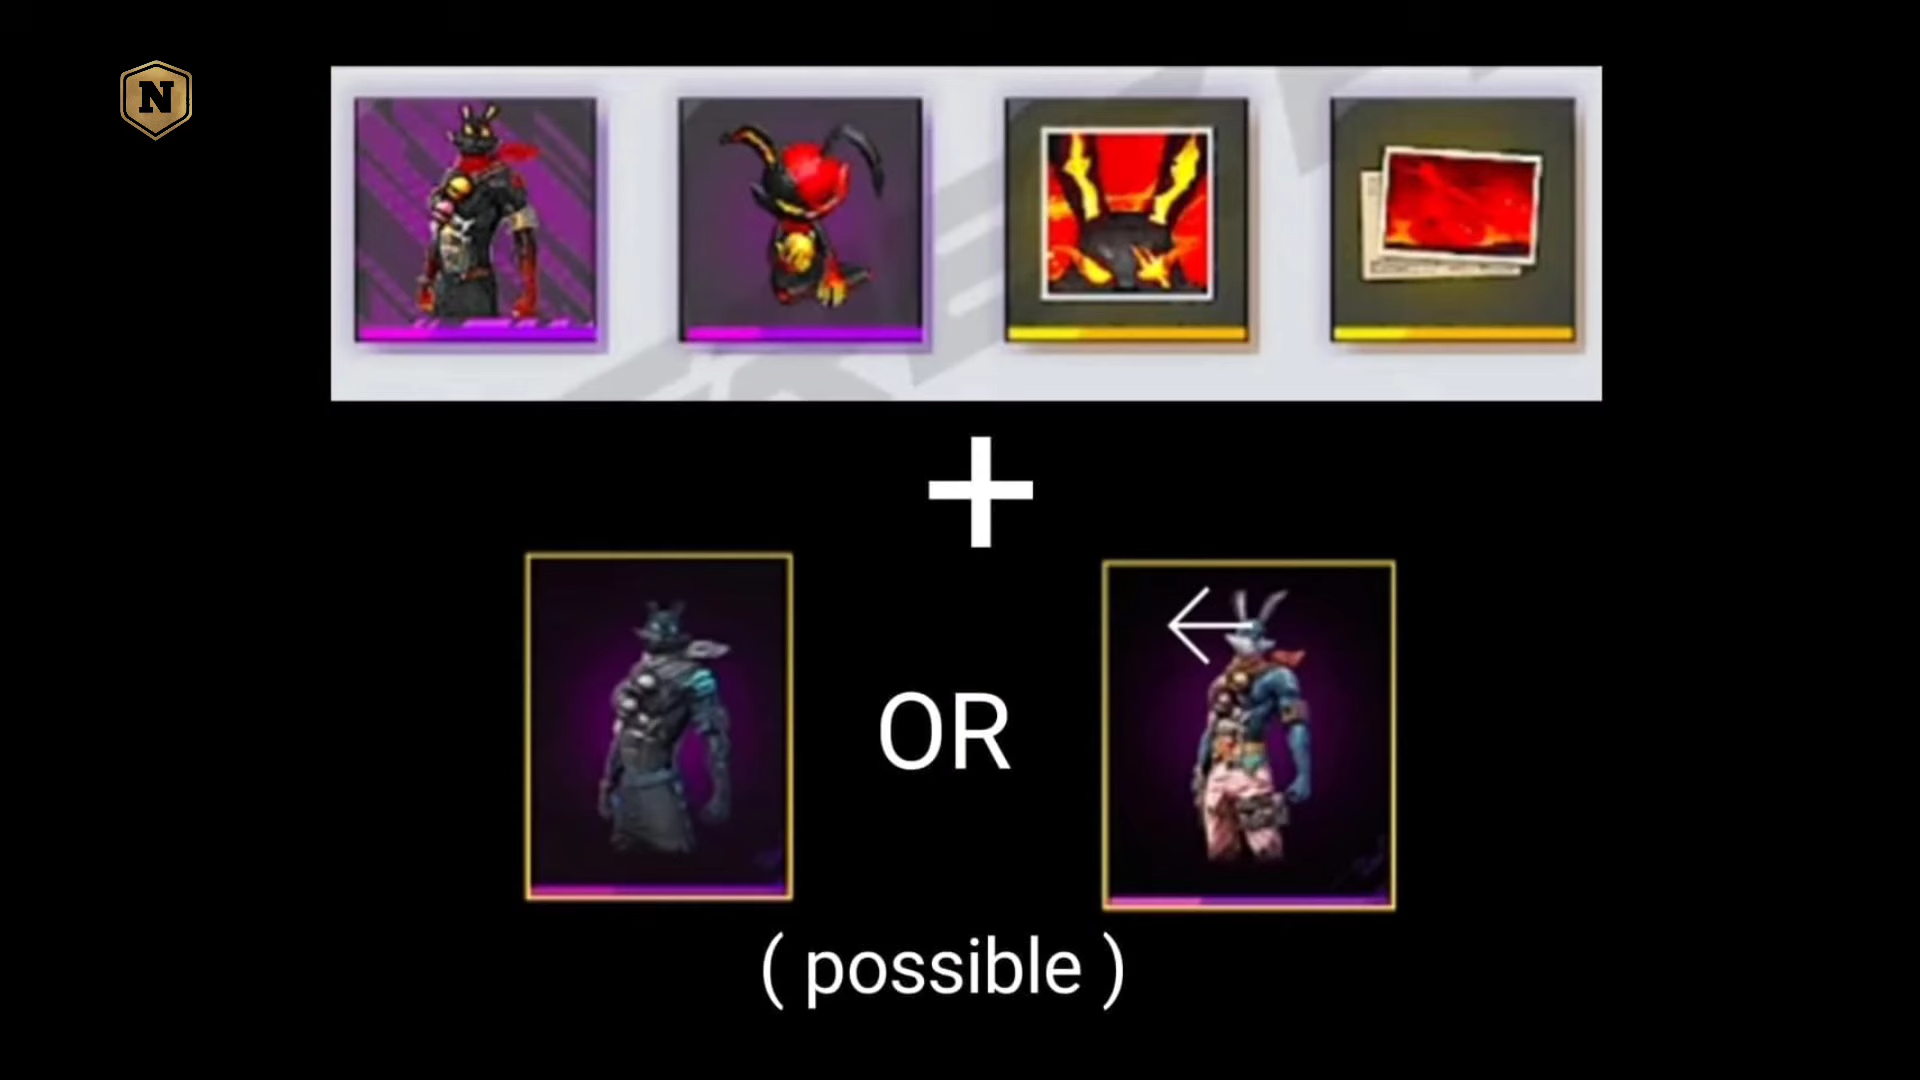 N
+
OR
( possible )